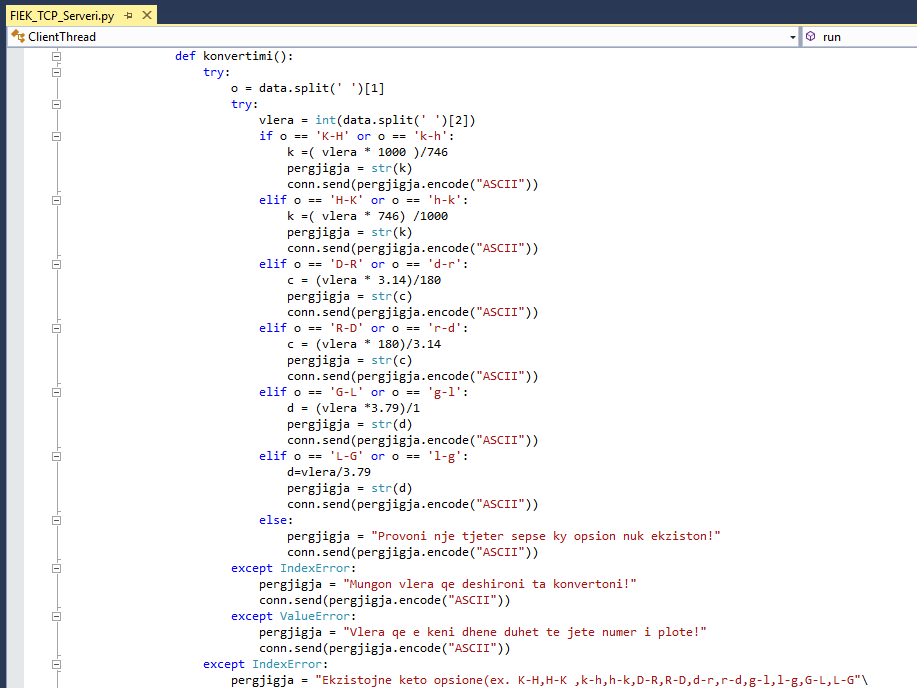 FIEK_TCP_Serveri.py
ClientThread
run
def konvertimi():
try:
o = data.split(' ')[1]
try:
vlera = int(data.split(' ')[2])
if o == 'K-H' or o == 'k-h':
k =( vlera * 1000 )/746
pergjigja = str(k)
conn.send(pergjigja.encode("ASCII"))
elif o == 'H-K' or o == 'h-k':
k =( vlera * 746) /1000
pergjigja = str(k)
conn.send(pergjigja.encode("ASCII"))
elif o == 'D-R' or o == 'd-r':
c = (vlera * 3.14)/180
pergjigja = str(c)
conn.send(pergjigja.encode("ASCII"))
elif o == 'R-D' or o == 'r-d':
c = (vlera * 180)/3.14
pergjigja = str(c)
conn.send(pergjigja.encode("ASCII"))
elif o == 'G-L' or o == 'g-l':
d = (vlera *3.79)/1
pergjigja = str(d)
conn.send(pergjigja.encode("ASCII"))
elif o == 'L-G' or o == 'l-g':
d=vlera/3.79
pergjigja = str(d)
conn.send(pergjigja.encode("ASCII"))
else:
pergjigja = "Provoni nje tjeter sepse ky opsion nuk ekziston!"
conn.send(pergjigja.encode("ASCII"))
except IndexError:
pergjigja = "Mungon vlera qe deshironi ta konvertoni!"
conn.send(pergjigja.encode("ASCII"))
except ValueError:
pergjigja = "Vlera qe e keni dhene duhet te jete numer i plote!"
conn.send(pergjigja.encode("ASCII"))
except IndexError:
pergjigja = "Ekzistojne keto opsione(ex. K-H,H-K ,k-h,h-k,D-R,R-D,d-r,r-d,g-l,l-g,G-L,L-G"\